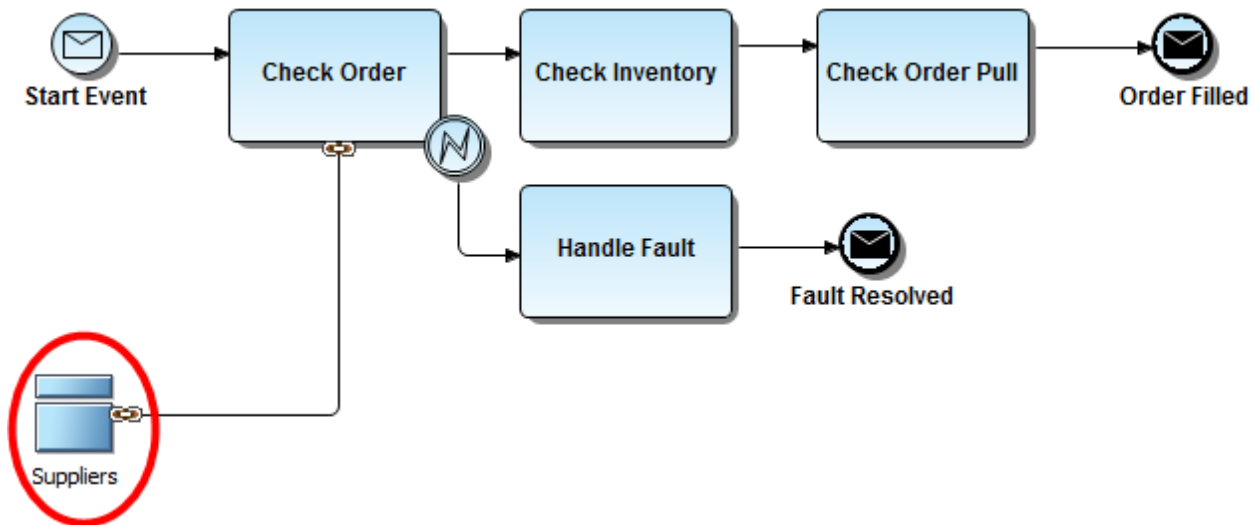 Check Order
Check Inventory
Check Order Pull
Start Event
Order Filled
Handle Fault
Fault Resolved
Suppliers